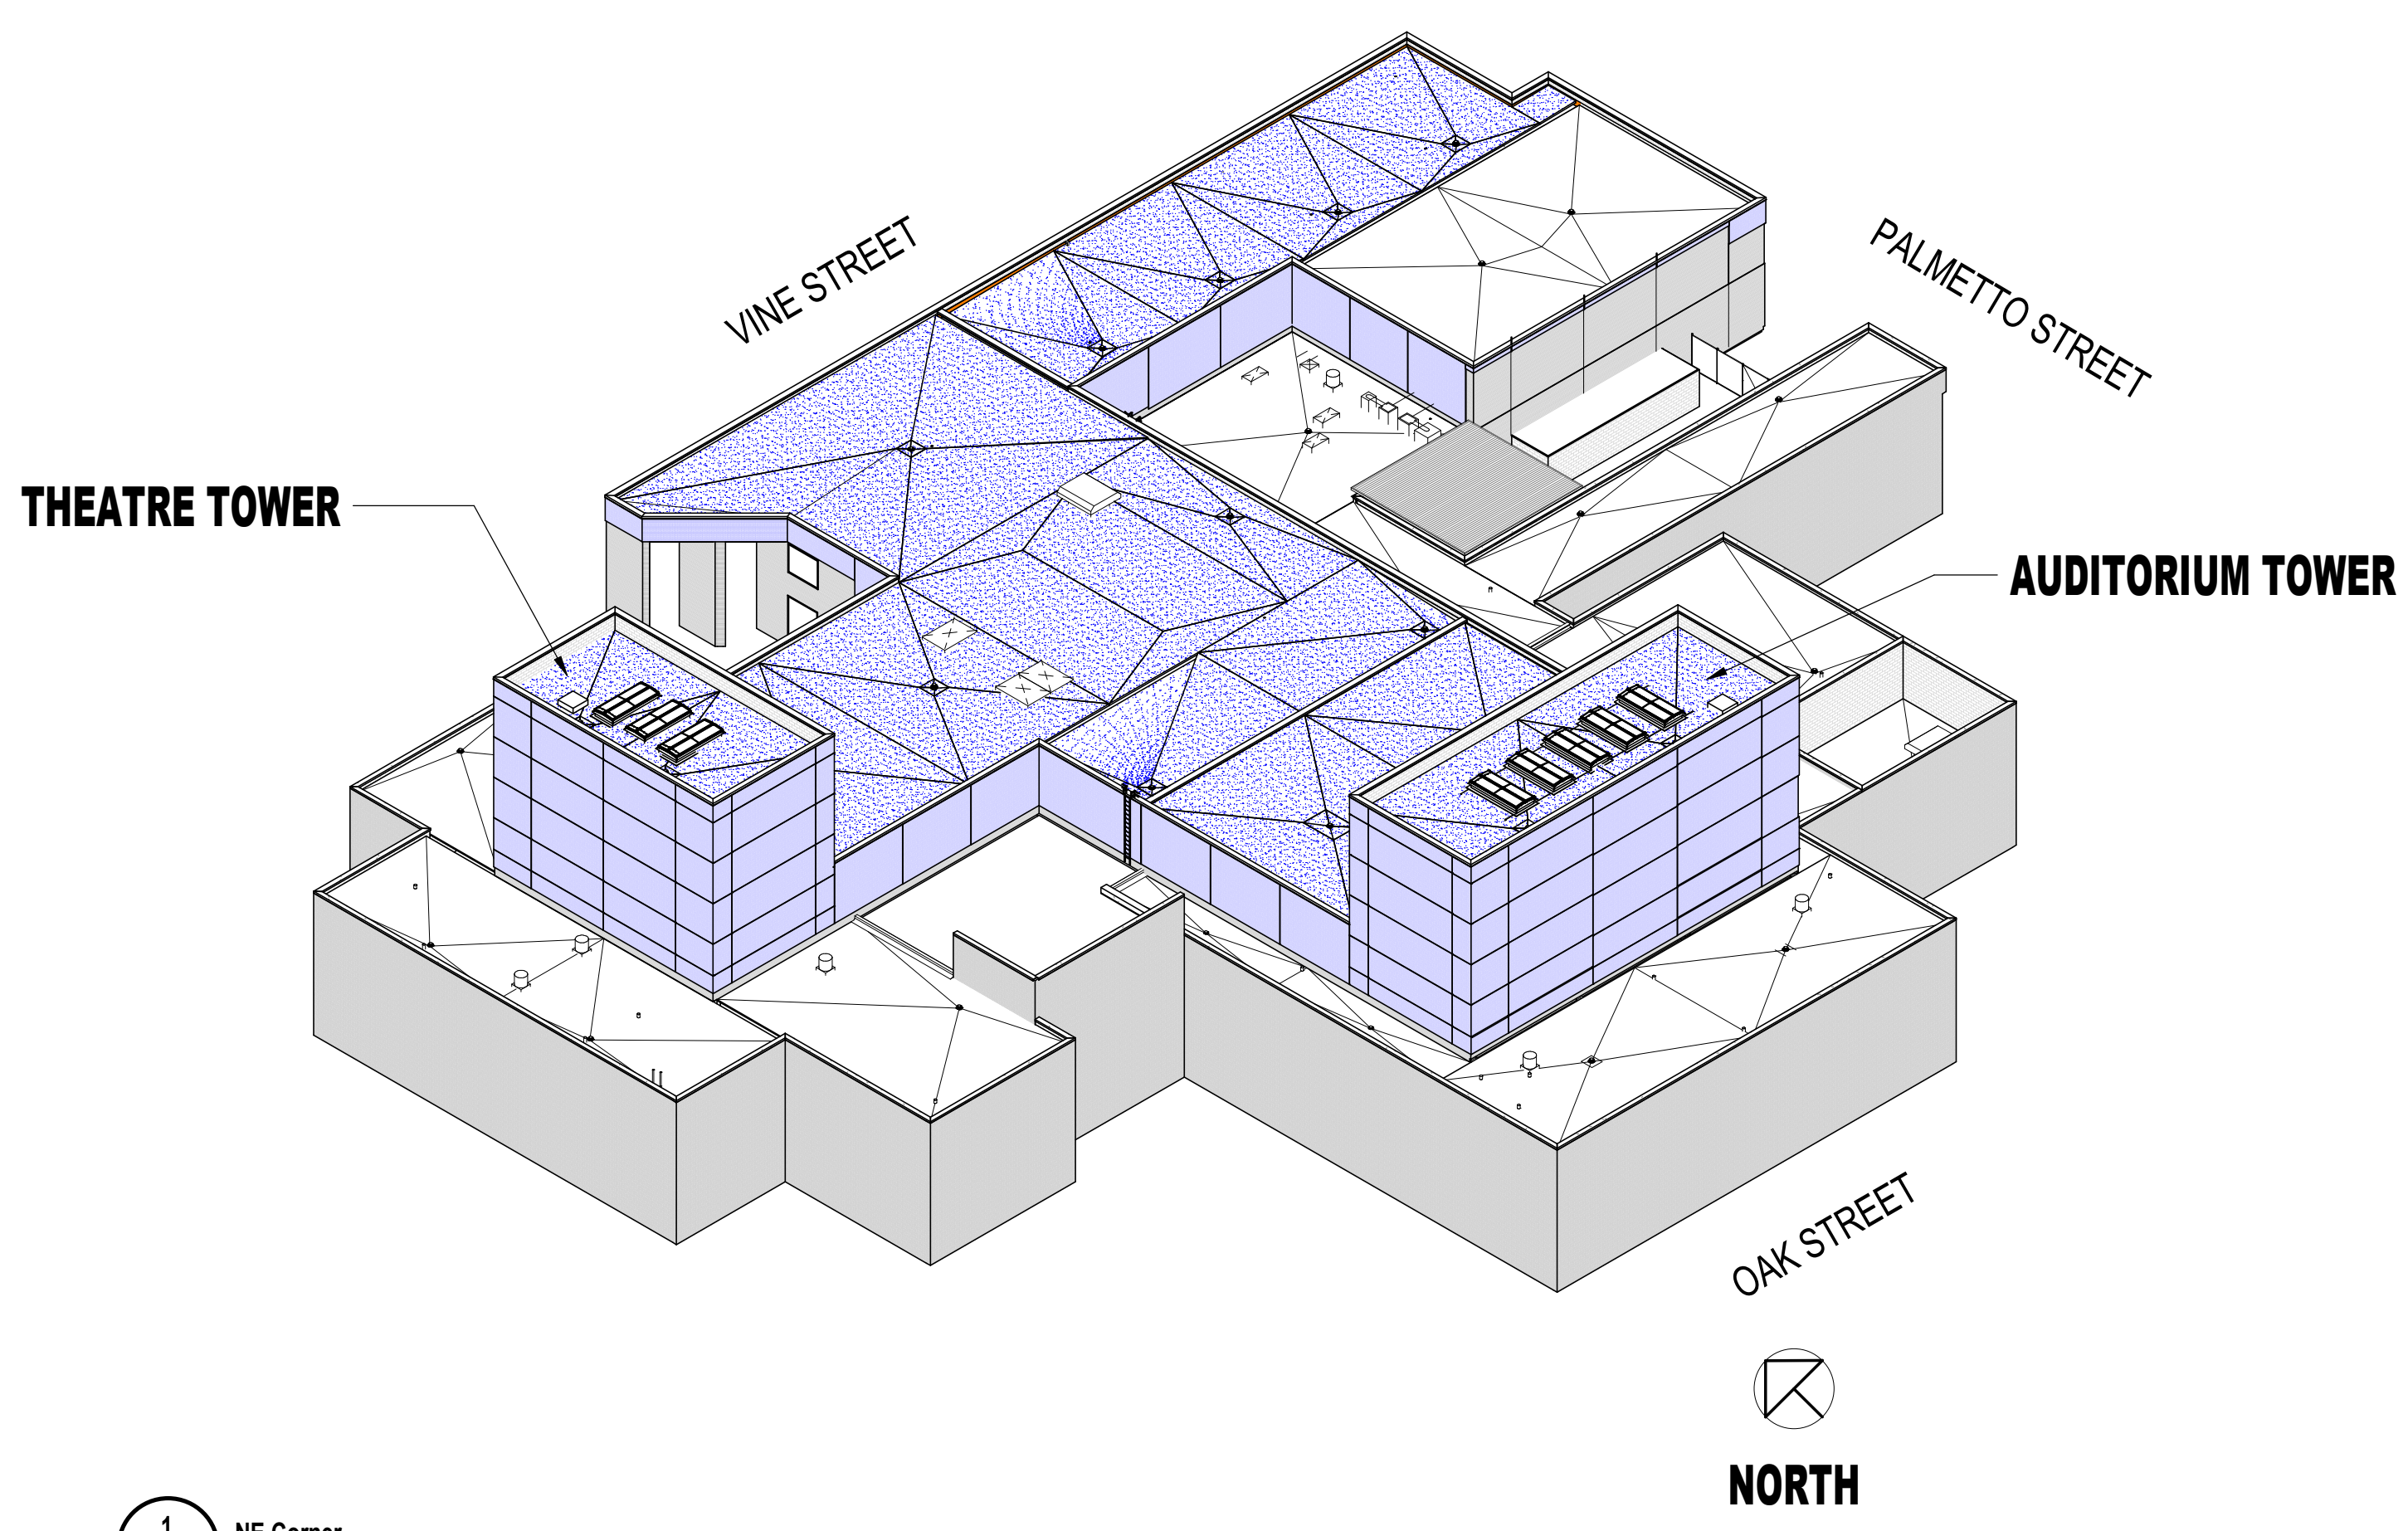 VINE STREET
PALMETTO STREET
THEATRE TOWER
AUDITORIUM TOWER
OAK STREET
NORTH
1
NE Corner